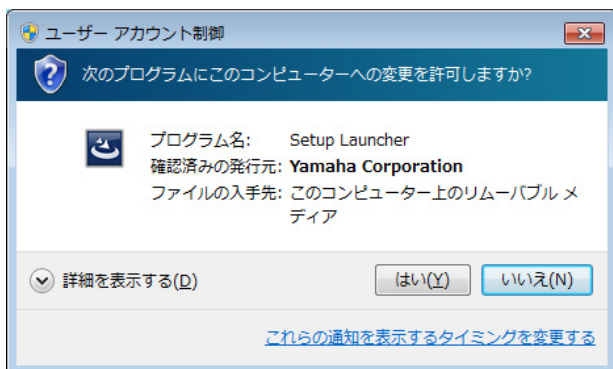 ユーザー アカウント制御
次のプログラムにこのコンピューターへの変更を許可しますか?
プログラム名: Setup Launcher
確認済みの発行元: Yamaha Corporation
ファイルの入手先: このコンピューター上のリムーバブル メ
ディア
詳細を表示する(D) はい(Y) いいえ(N)
これらの通知を表示するタイミングを変更する